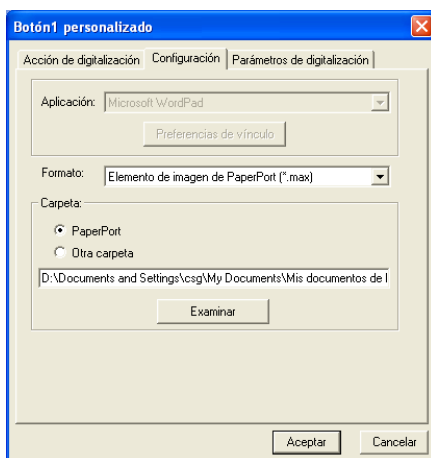 Botón1 personalizado
Acción de digitalización Configuración Parámetros de digitalización
Aplicación: Microsoft WordPad
Preferencias de vínculo
Formato: Elemento de imagen de PaperPort (*.max)
Carpeta:
PaperPort
Otra carpeta
D:\Documents and Settings\csg\My Documents\Mis documentos de
Examinar
Aceptar Cancelar